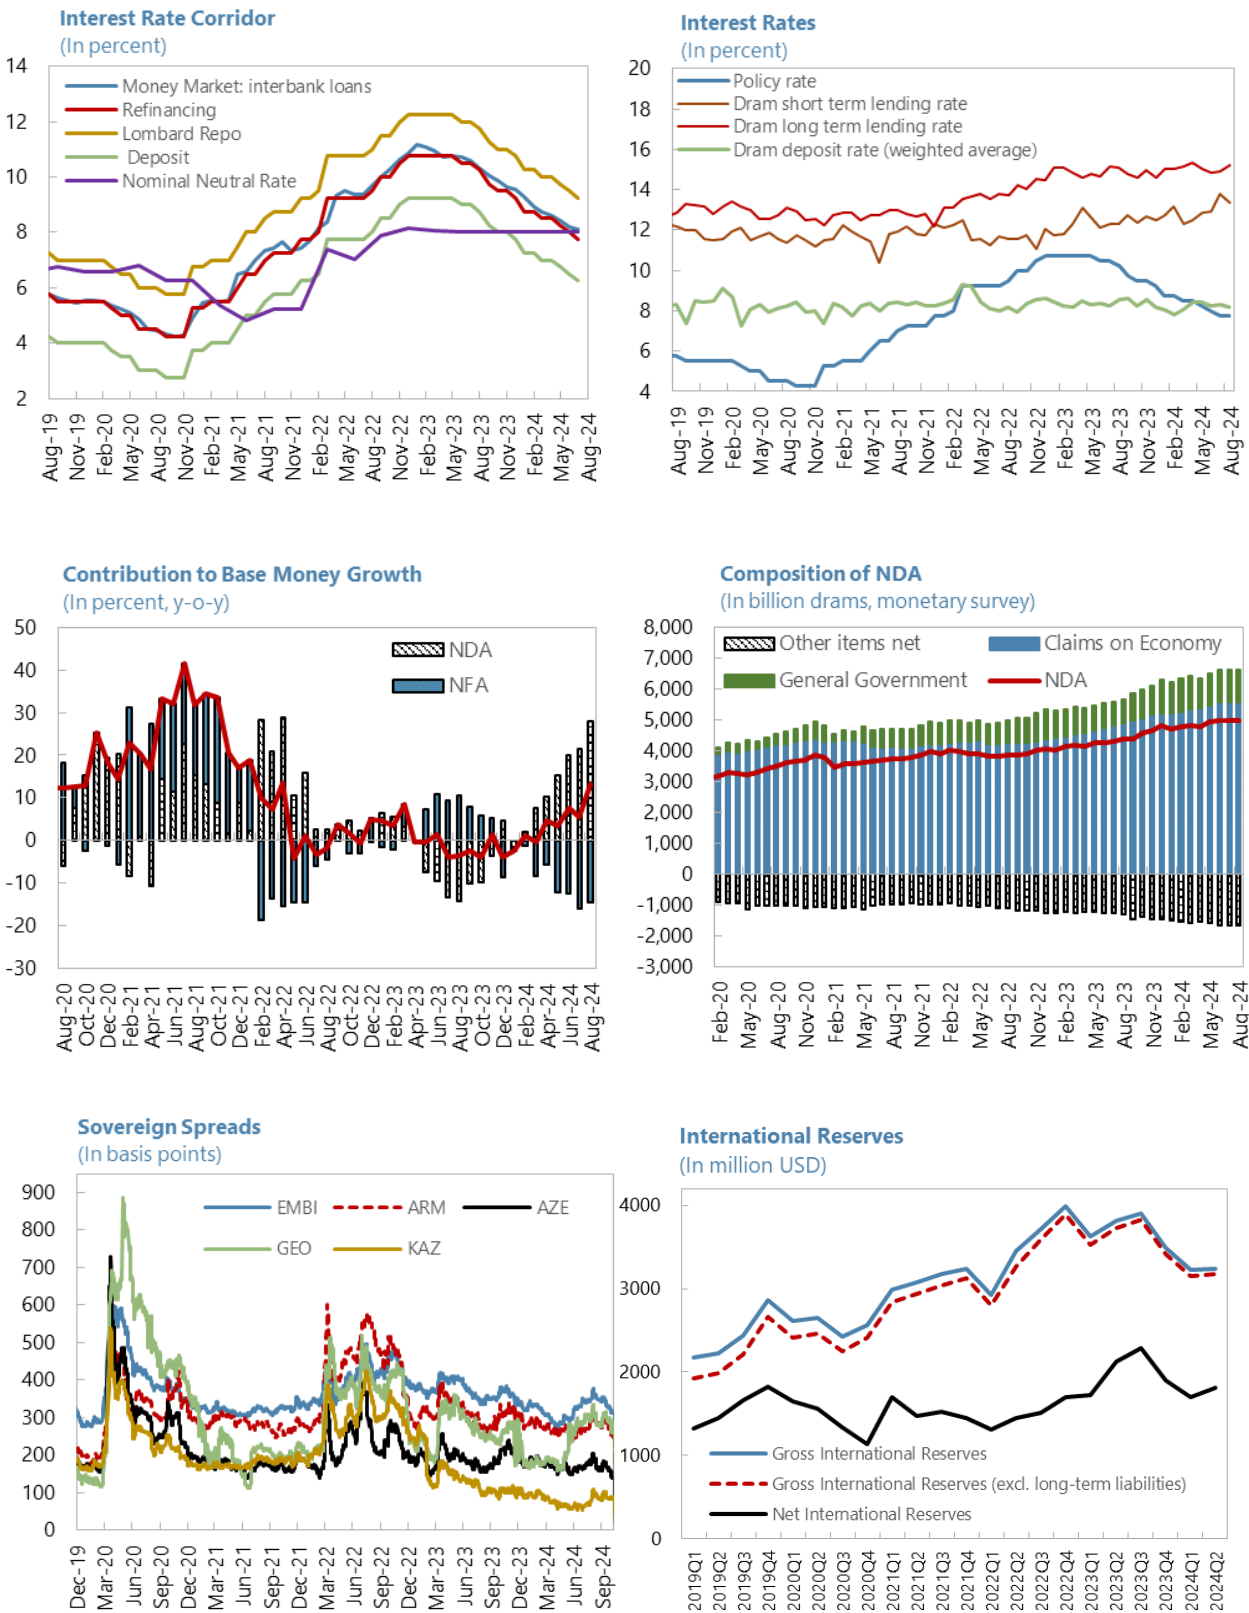 Interest Rate Corridor
(In percent)
14
12
10
8
6
4
2
Money Market: interbank loans
Refinancing
Lombard Repo
Deposit
Nominal Neutral Rate
Aug-19
Nov-19
Feb-20
May-20
Aug-20
Nov-20
Feb-21
May-21
Aug-21
Nov-21
Feb-22
May-22
Aug-22
Nov-22
Feb-23
May-23
Aug-23
Nov-23
Feb-24
May-24
Aug-24
Interest Rates
(In percent)
20
18
16
14
12
10
8
6
4
Policy rate
Dram short term lending rate
Dram long term lending rate
Dram deposit rate (weighted average)
Aug-19
Nov-19
Feb-20
May-20
Aug-20
Nov-20
Feb-21
May-21
Aug-21
Nov-21
Feb-22
May-22
Aug-22
Nov-22
Feb-23
May-23
Aug-23
Nov-23
Feb-24
May-24
Aug-24
Contribution to Base Money Growth
(In percent, y-o-y)
50
40
30
20
10
0
-10
-20
-30
NDA
NFA
Aug-20
Oct-20
Dec-20
Feb-21
Apr-21
Jun-21
Aug-21
Oct-21
Dec-21
Feb-22
Apr-22
Jun-22
Aug-22
Oct-22
Dec-22
Feb-23
Apr-23
Jun-23
Aug-23
Oct-23
Dec-23
Feb-24
Apr-24
Jun-24
Aug-24
Composition of NDA
(In billion drams, monetary survey)
8,000
7,000
6,000
5,000
4,000
3,000
2,000
1,000
0
-1,000
-2,000
-3,000
Other items net
Claims on Economy
General Government
NDA
Feb-20
May-20
Aug-20
Nov-20
Feb-21
May-21
Aug-21
Nov-21
Feb-22
May-22
Aug-22
Nov-22
Feb-23
May-23
Aug-23
Nov-23
Feb-24
May-24
Aug-24
Sovereign Spreads
(In basis points)
900
800
700
600
500
400
300
200
100
0
EMBI
ARM
AZE
GEO
KAZ
Dec-19
Mar-20
Jun-20
Sep-20
Dec-20
Mar-21
Jun-21
Sep-21
Dec-21
Mar-22
Jun-22
Sep-22
Dec-22
Mar-23
Jun-23
Sep-23
Dec-23
Mar-24
Jun-24
Sep-24
International Reserves
(In million USD)
4000
3000
2000
1000
0
Gross International Reserves
Gross International Reserves (excl. long-term liabilities)
Net International Reserves
2019Q1
2019Q2
2019Q3
2019Q4
2020Q1
2020Q2
2020Q3
2020Q4
2021Q1
2021Q2
2021Q3
2021Q4
2022Q1
2022Q2
2022Q3
2022Q4
2023Q1
2023Q2
2023Q3
2023Q4
2024Q1
2024Q2